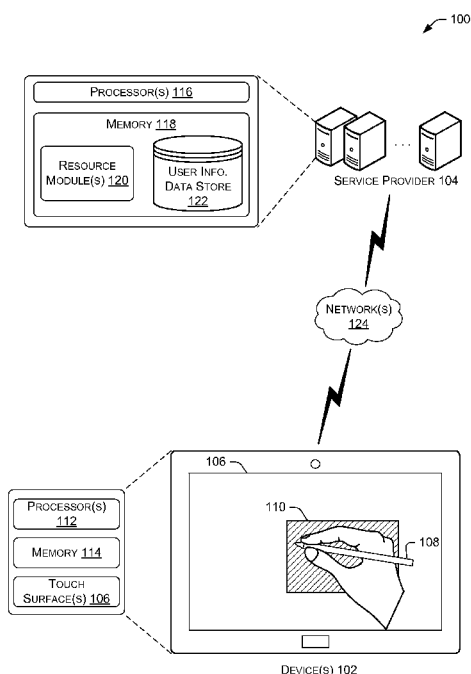 100
PROCESSOR(S) 116
MEMORY 118
RESOURCE
MODULE(S) 120
USER INFO.
DATA STORE
122
. . .
SERVICE PROVIDER 104
NETWORK(S)
124
106
110
108
PROCESSOR(S)
112
MEMORY 114
TOUCH
SURFACE(S) 106
DEVICE(S) 102